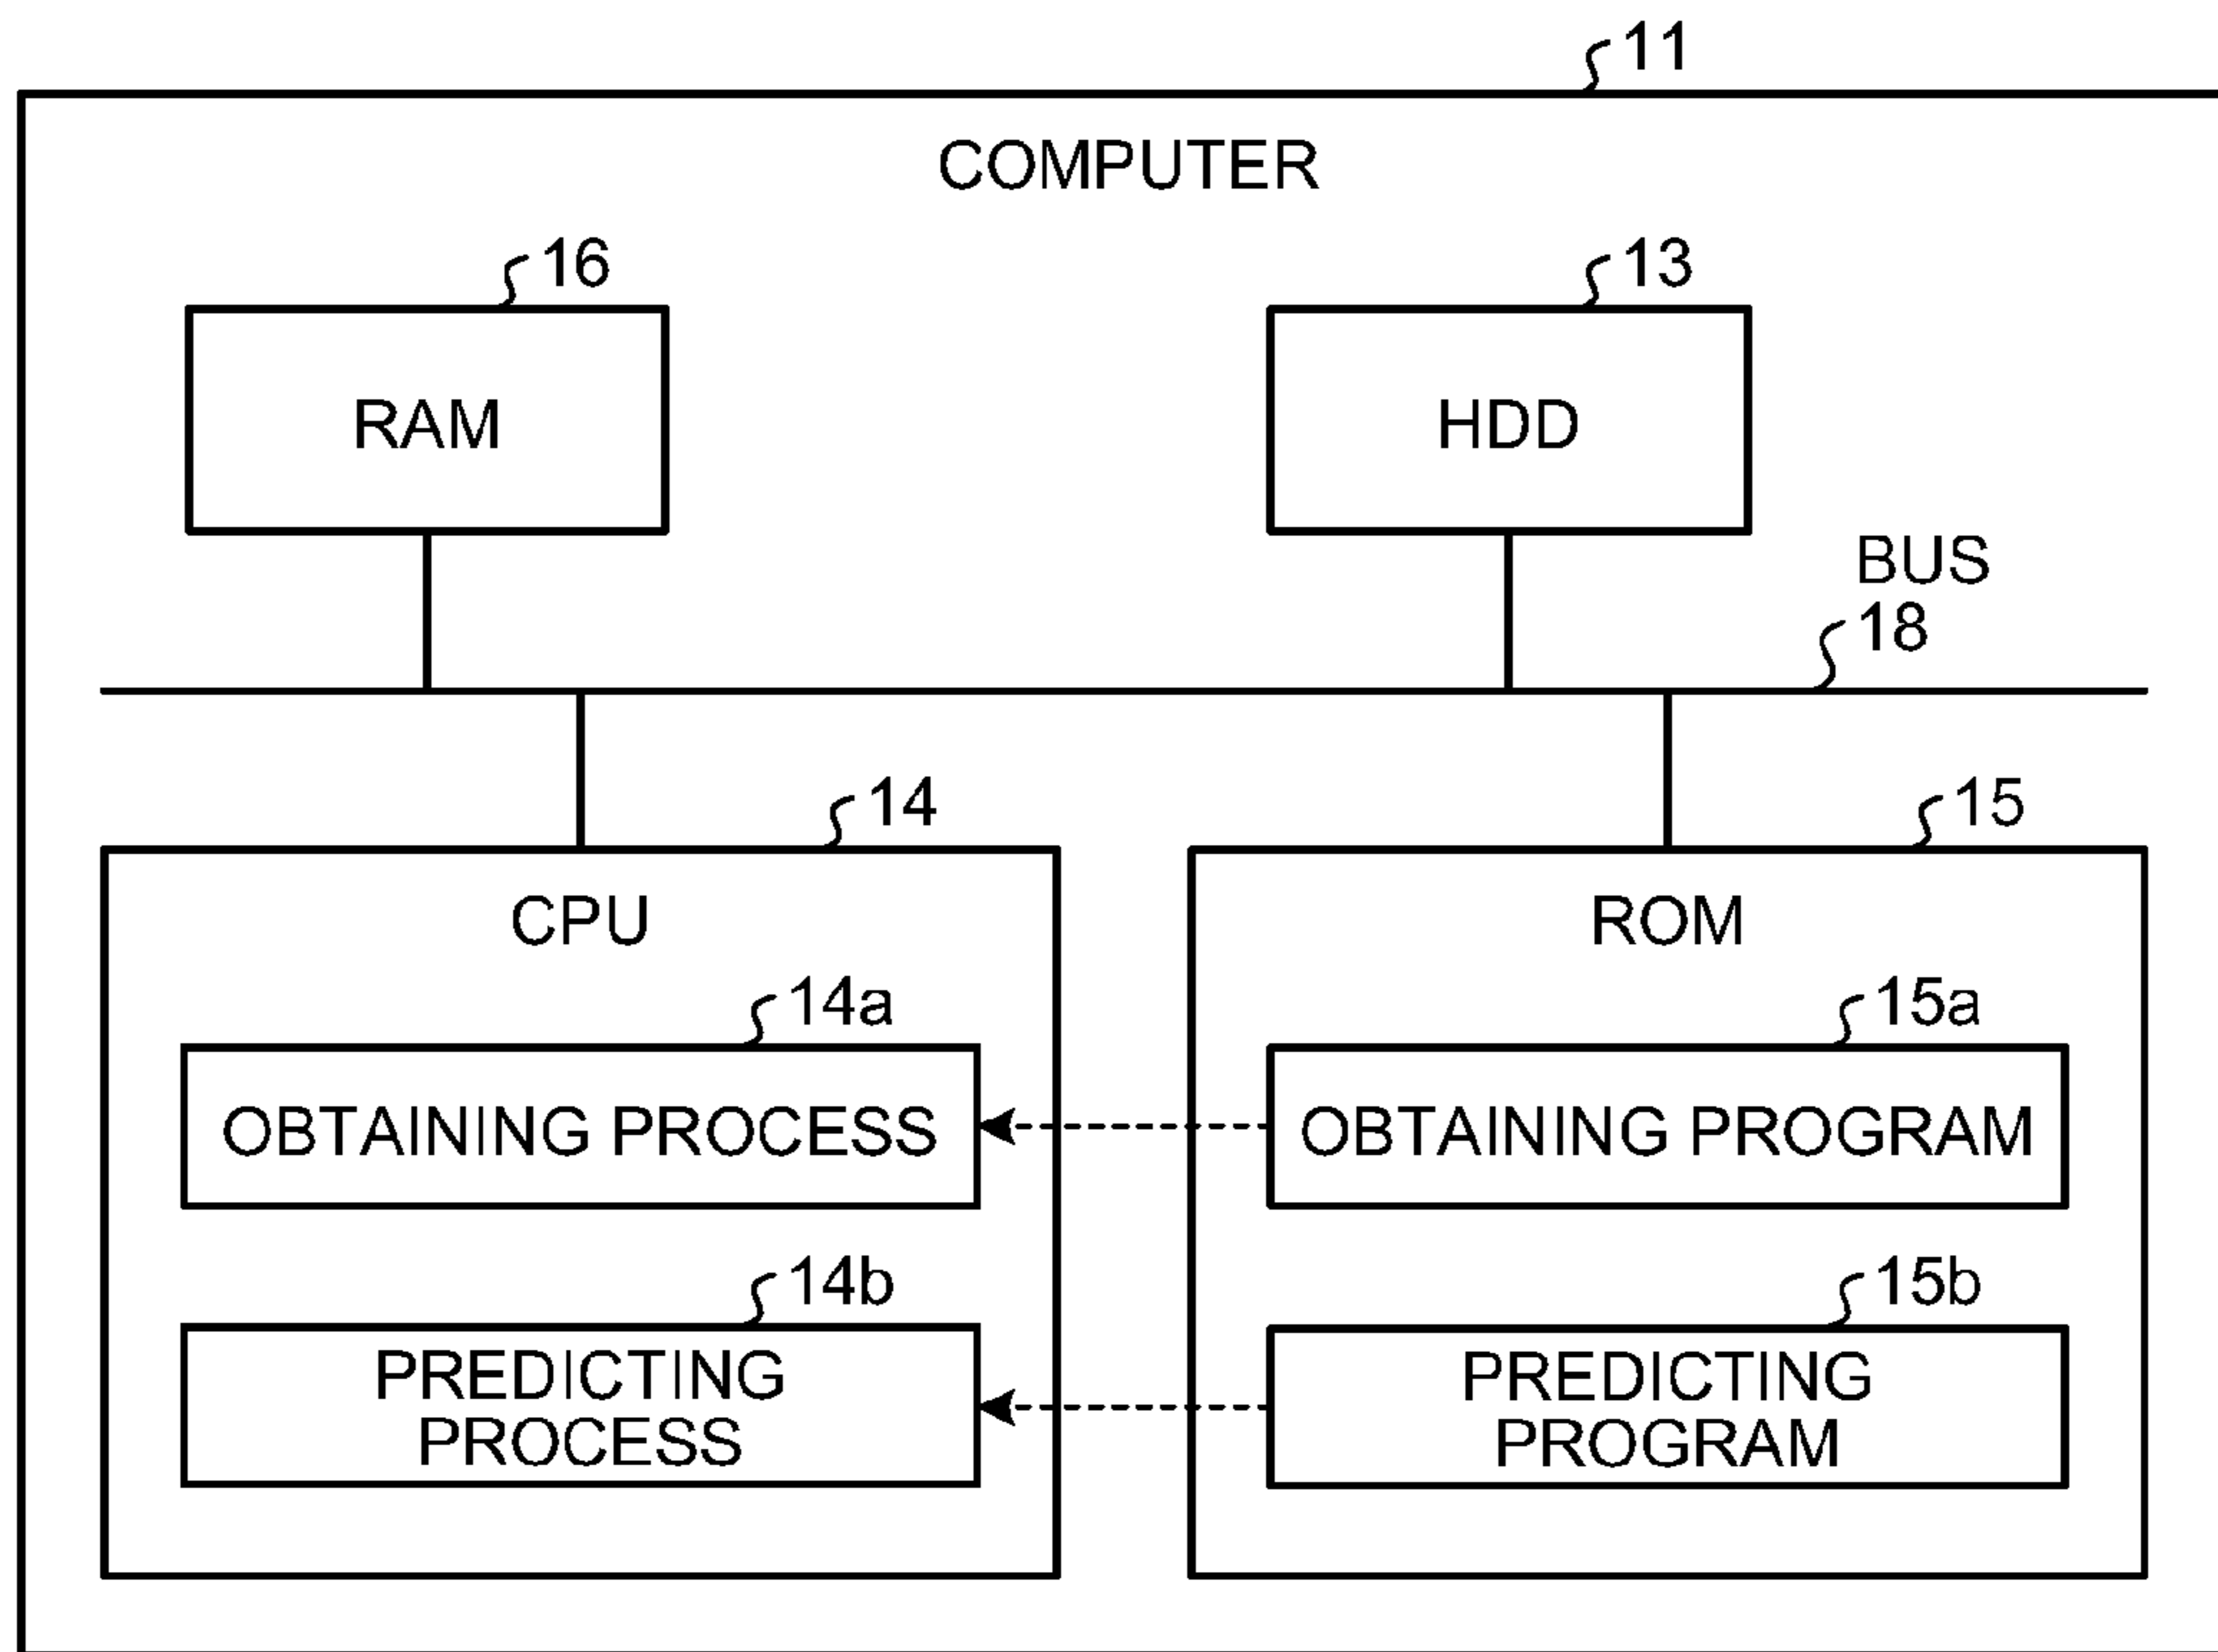 11
COMPUTER
16
13
RAM
HDD
BUS
18
14
15
CPU
ROM
14a
15a
OBTAINING PROCESS
OBTAINING PROGRAM
14b
15b
PREDICTING
PROCESS
PREDICTING
PROGRAM